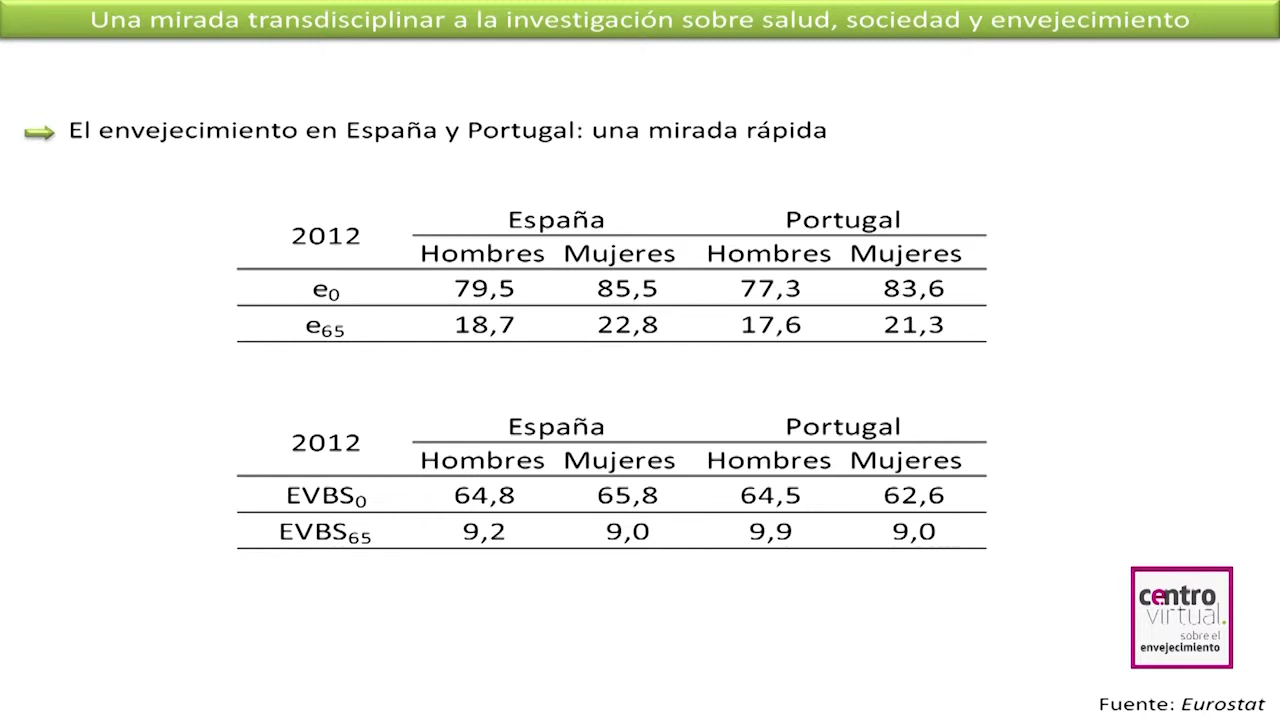 Una mirada transdisciplinar a la investigación sobre salud, sociedad y envejecimiento
El envejecimiento en España y Portugal: una mirada rápida
2012 España Portugal
Hombres Mujeres Hombres Mujeres
e₀ 79,5 85,5 77,3 83,6
e₆₅ 18,7 22,8 17,6 21,3
2012 España Portugal
Hombres Mujeres Hombres Mujeres
EVBS₀ 64,8 65,8 64,5 62,6
EVBS₆₅ 9,2 9,0 9,9 9,0
centro
virtual.
sobre el
envejecimiento
Fuente: Eurostat